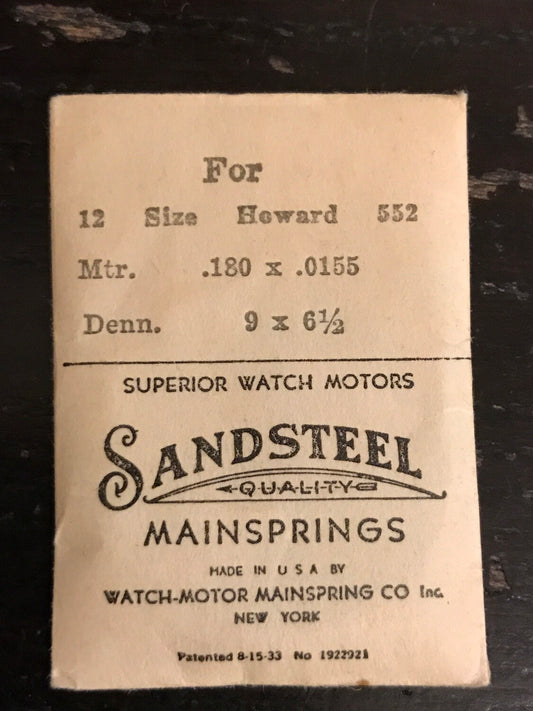 For
12 Size Howard 552
Mtr. .180 x .0155
Denn. 9 x 6½
SUPERIOR WATCH MOTORS
SANDSTEEL
QUALITY
MAINSPRINGS
MADE IN U S A BY
WATCH-MOTOR MAINSPRING CO Inc.
NEW YORK
Patented 8-15-33 No 1922921